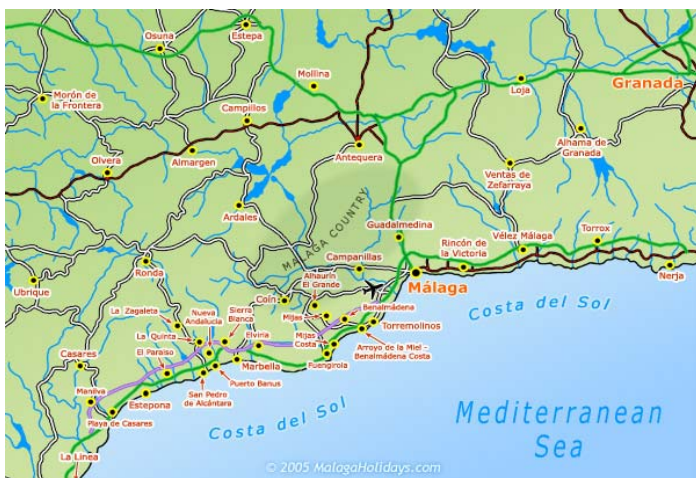 Osuna
Estepa
Mollina
Loja
Granada
Morón de
la Frontera
Campillos
Alhama de
Granada
Olvera
Almargen
Antequera
Ventas de
Zefarraya
Ardales
MALAGA COUNTRY
Guadalmedina
Vélez Málaga
Torrox
Rincón de
la Victoria
Ronda
Campanillas
Málaga
Nerja
Ubrique
Alhaurín
El Grande
Coín
Benalmádena
Costa del Sol
La Zagaleta
Nueva
Andalucia
Sierra
Blanca
Mijas
Torremolinos
La Quinta
Elviria
Mijas
Costa
El Paraiso
Arroyo de la Miel -
Benalmádena Costa
Casares
Marbella
Fuengirola
Puerto Banus
Manilva
Estepona
San Pedro
de Alcántara
Playa de Casares
Costa del Sol
Mediterranean
Sea
La Línea
© 2005 MalagaHolidays.com